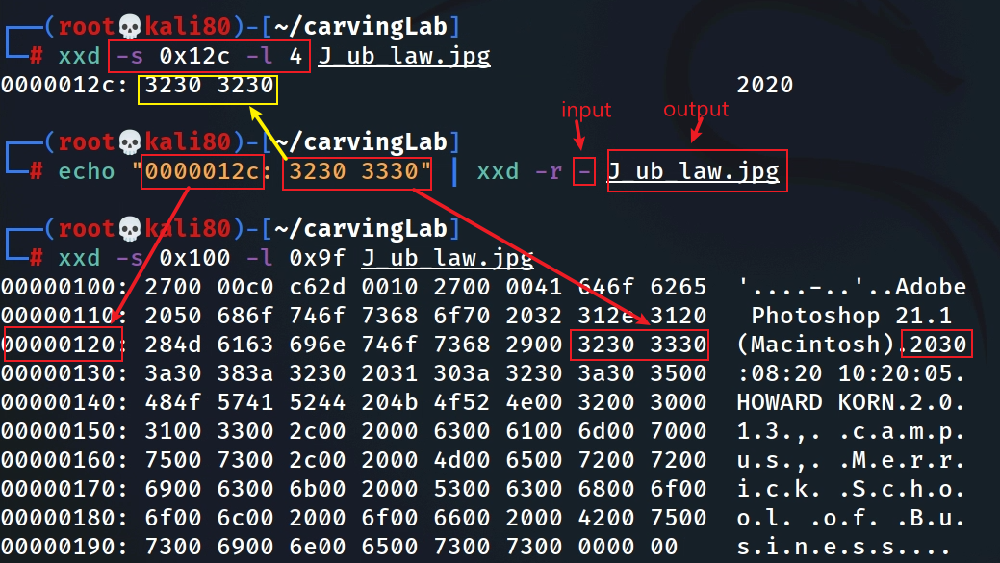 (root💀kali80)-[~/carvingLab]
# xxd -s 0x12c -l 4 J_ub_law.jpg
0000012c: 3230 3230 2020
input output
(root💀kali80)-[~/carvingLab]
# echo "0000012c: 3230 3330" | xxd -r - J_ub_law.jpg
(root💀kali80)-[~/carvingLab]
# xxd -s 0x100 -l 0x9f J_ub_law.jpg
00000100: 2700 00c0 c62d 0010 2700 0041 646f 6265 '....-..'..Adobe
00000110: 2050 686f 746f 7368 6f70 2032 312e 3120 Photoshop 21.1
00000120: 284d 6163 696e 746f 7368 2900 3230 3330 (Macintosh).2030
00000130: 3a30 383a 3230 2031 303a 3230 3a30 3500 :08:20 10:20:05.
00000140: 484f 5741 5244 204b 4f52 4e00 3200 3000 HOWARD KORN.2.0.
00000150: 3100 3300 2c00 2000 6300 6100 6d00 7000 1.3.,. .c.a.m.p.
00000160: 7500 7300 2c00 2000 4d00 6500 7200 7200 u.s.,. .M.e.r.r.
00000170: 6900 6300 6b00 2000 5300 6300 6800 6f00 i.c.k. .S.c.h.o.
00000180: 6f00 6c00 2000 6f00 6600 2000 4200 7500 o.l. .o.f. .B.u.
00000190: 7300 6900 6e00 6500 7300 7300 0000 00 s.i.n.e.s.s....